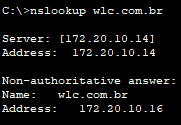 C:\>nslookup wlc.com.br
Server: [172.20.10.14]
Address: 172.20.10.14
Non-authoritative answer:
Name: wlc.com.br
Address: 172.20.10.16